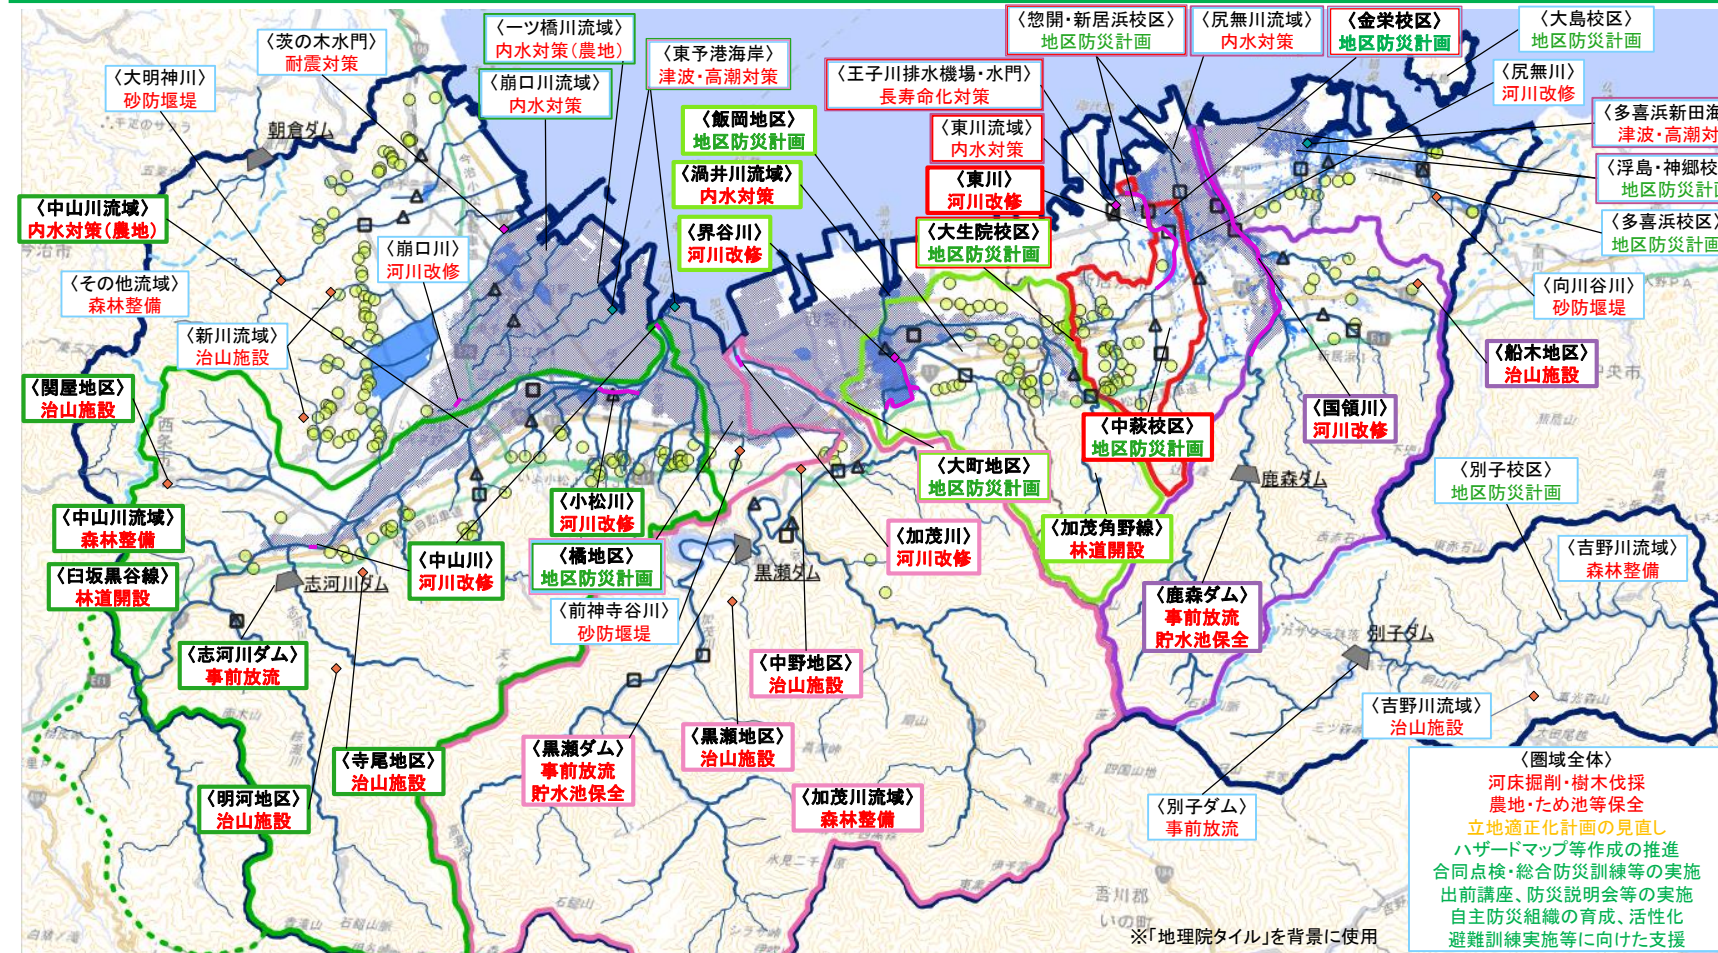 〈一ツ橋川流域〉
内水対策(農地)
〈惣開・新居浜校区〉
地区防災計画
〈尻無川流域〉
内水対策
〈金栄校区〉
地区防災計画
〈大島校区〉
地区防災計画
〈茨の木水門〉
耐震対策
〈東予港海岸〉
津波・高潮対策
〈大明神川〉
砂防堰堤
〈崩口川流域〉
内水対策
〈王子川排水機場・水門〉
長寿命化対策
〈尻無川〉
河川改修
朝倉ダム
〈飯岡地区〉
地区防災計画
〈東川流域〉
内水対策
〈多喜浜新田海
津波・高潮対
〈渦井川流域〉
内水対策
〈東川〉
河川改修
〈浮島・神郷校
地区防災計画
〈中山川流域〉
内水対策(農地)
〈崩口川〉
河川改修
〈界谷川〉
河川改修
〈大生院校区〉
地区防災計画
〈多喜浜校区〉
地区防災計画
〈その他流域〉
森林整備
〈向川谷川〉
砂防堰堤
〈新川流域〉
治山施設
〈船木地区〉
治山施設
〈関屋地区〉
治山施設
〈国領川〉
河川改修
〈中萩校区〉
地区防災計画
〈大町地区〉
地区防災計画
鹿森ダム
〈別子校区〉
地区防災計画
〈中山川流域〉
森林整備
〈小松川〉
河川改修
〈加茂川〉
河川改修
〈加茂角野線〉
林道開設
〈中山川〉
河川改修
〈橘地区〉
地区防災計画
〈吉野川流域〉
森林整備
〈臼坂黒谷線〉
林道開設
志河川ダム
黒瀬ダム
〈前神寺谷川〉
砂防堰堤
〈鹿森ダム〉
事前放流
貯水池保全
別子ダム
〈志河川ダム〉
事前放流
〈中野地区〉
治山施設
〈吉野川流域〉
治山施設
〈寺尾地区〉
治山施設
〈黒瀬ダム〉
事前放流
貯水池保全
〈黒瀬地区〉
治山施設
〈明河地区〉
治山施設
〈加茂川流域〉
森林整備
〈別子ダム〉
事前放流
〈圏域全体〉
河床掘削・樹木伐採
農地・ため池等保全
立地適正化計画の見直し
ハザードマップ等作成の推進
合同点検・総合防災訓練等の実施
出前講座、防災説明会等の実施
自主防災組織の育成、活性化
避難訓練実施等に向けた支援
※「地理院タイル」を背景に使用